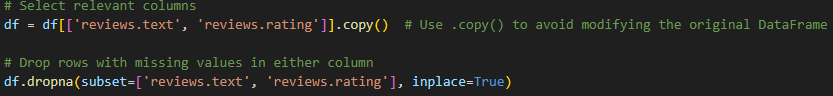 # Select relevant columns
df = df[['reviews.text', 'reviews.rating']].copy()  # Use .copy() to avoid modifying the original DataFrame
# Drop rows with missing values in either column
df.dropna(subset=['reviews.text', 'reviews.rating'], inplace=True)